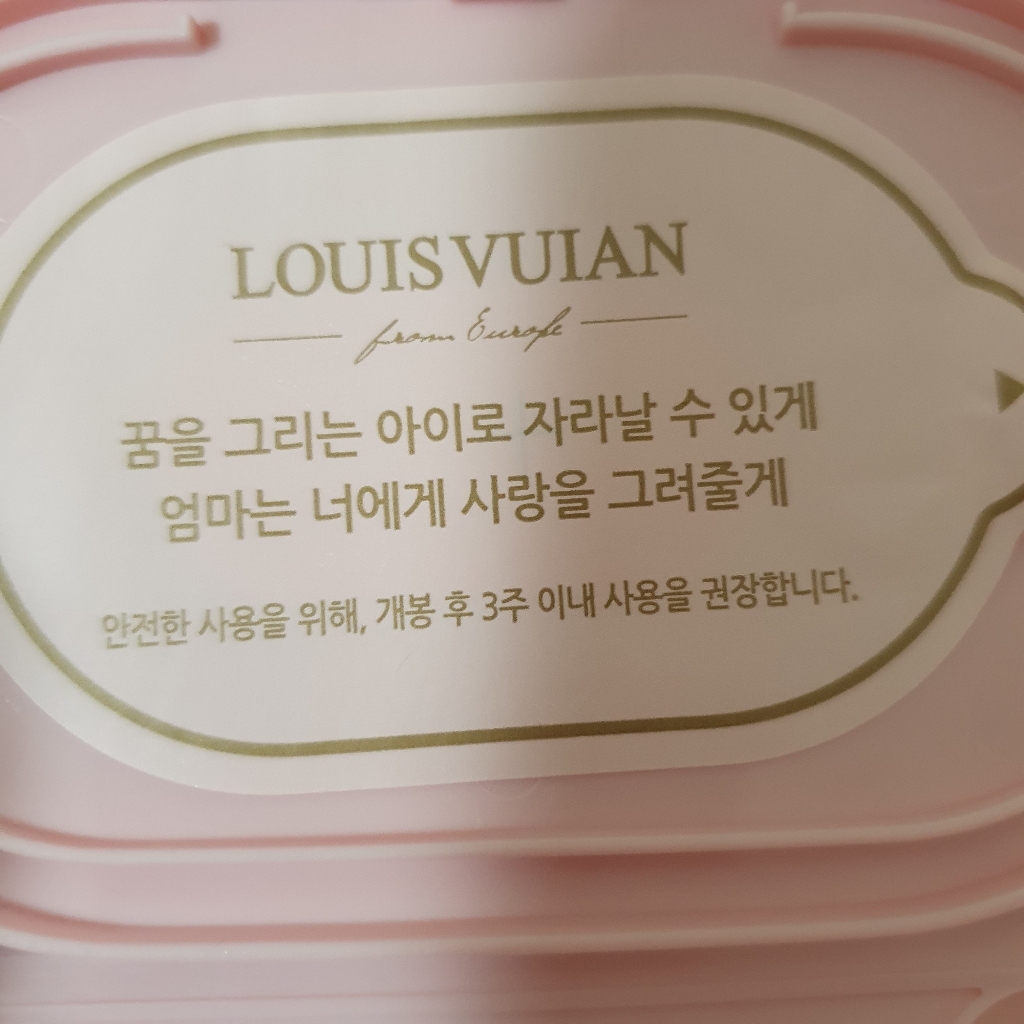 LOUIS VUIAN
from Europe
꿈을 그리는 아이로 자라날 수 있게
엄마는 너에게 사랑을 그려줄게
안전한 사용을 위해, 개봉 후 3주 이내 사용을 권장합니다.